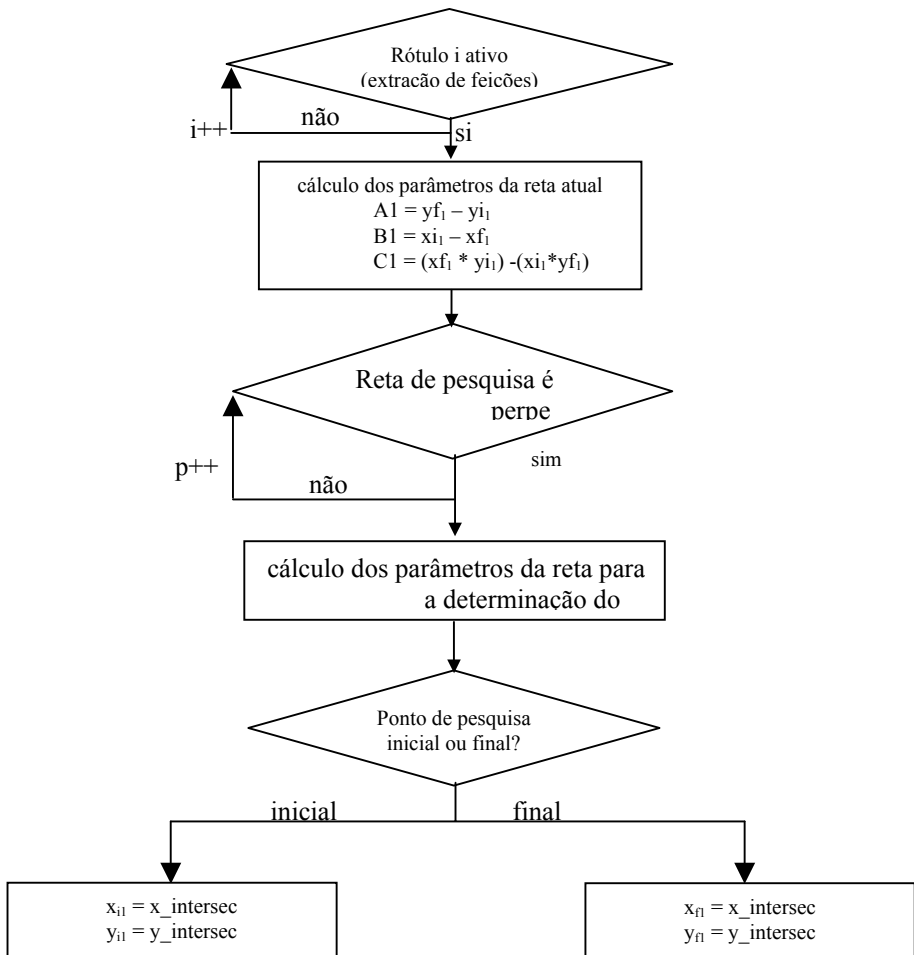 Rótulo i ativo
(extração de feições)
não
i++
si
cálculo dos parâmetros da reta atual
A1 = yf₁ – yi₁
B1 = xi₁ – xf₁
C1 = (xf₁ * yi₁) -(xi₁*yf₁)
Reta de pesquisa é
perpe
sim
p++
não
cálculo dos parâmetros da reta para
a determinação do
Ponto de pesquisa
inicial ou final?
inicial
final
xi₁ = x_intersec
yi₁ = y_intersec
xf₁ = x_intersec
yf₁ = y_intersec